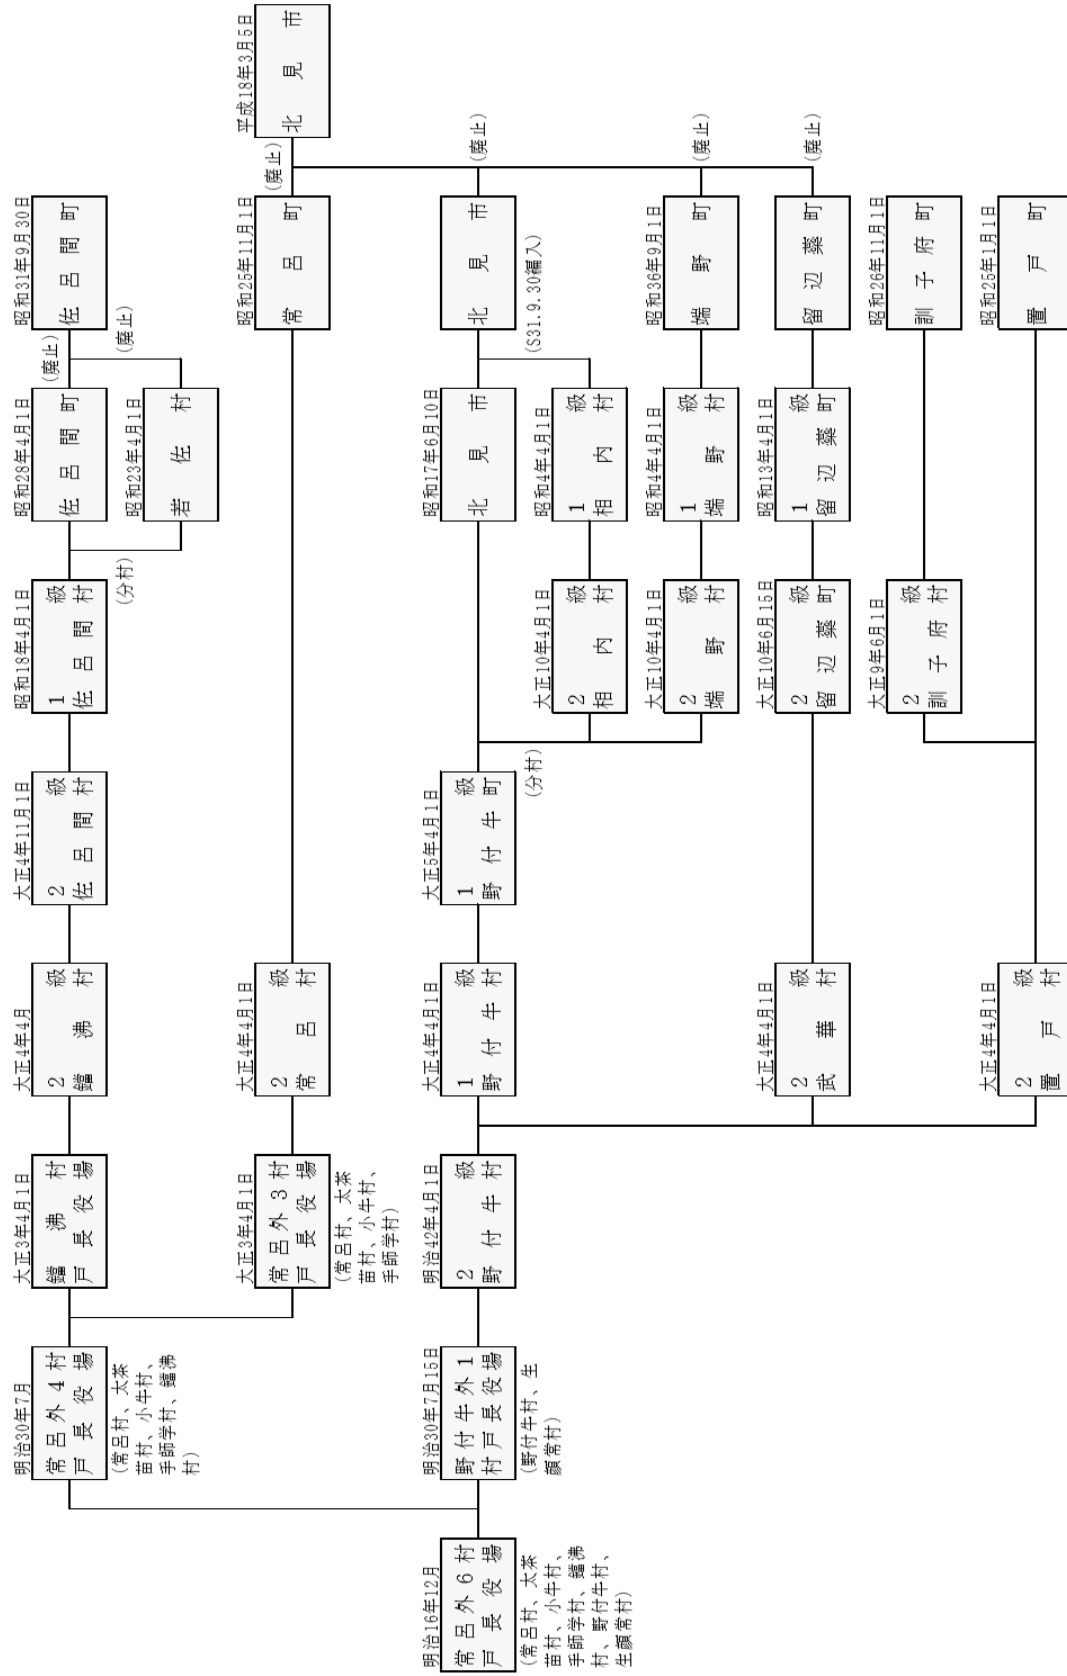 明治16年12月
常呂外6村
戸長役場
(常呂村、太茶
苗村、小牛村、
手師学村、鐺沸
村、野付牛村、
生顔常村)
明治30年7月
常呂外4村
戸長役場
(常呂村、太茶
苗村、小牛村、
手師学村、鐺沸
村)
明治30年7月15日
野付牛外1
村戸長役場
(野付牛村、生
顔常村)
大正3年4月1日
鐺沸村
戸長役場
大正3年4月1日
常呂外3村
戸長役場
(常呂村、太茶
苗村、小牛村、
手師学村)
明治42年4月1日
2級
野付牛村
大正4年4月
2級
鐺沸村
大正4年4月1日
2級
常呂村
大正4年4月1日
1級
野付牛村
大正4年4月1日
2級
武華村
大正4年4月1日
2級
置戸村
大正4年11月1日
2級
佐呂間村
大正5年4月1日
1級
野付牛町
(分村)
昭和18年4月1日
1級
佐呂間村
(分村)
大正10年4月1日
2級
相内村
大正10年4月1日
2級
端野村
大正10年6月15日
2級
留辺蘂町
大正9年6月1日
2級
訓子府村
昭和28年4月1日
佐呂間町
(廃止)
昭和23年4月1日
若佐村
(廃止)
昭和17年6月10日
北見市
昭和4年4月1日
1級
相内村
(S31.9.30編入)
昭和4年4月1日
1級
端野村
昭和13年4月1日
1級
留辺蘂町
昭和31年9月30日
佐呂間町
昭和25年11月1日
常呂町
(廃止)
北見市
(廃止)
昭和36年9月1日
端野町
(廃止)
留辺蘂町
(廃止)
昭和26年11月1日
訓子府町
昭和25年1月1日
置戸町
平成18年3月5日
北見市